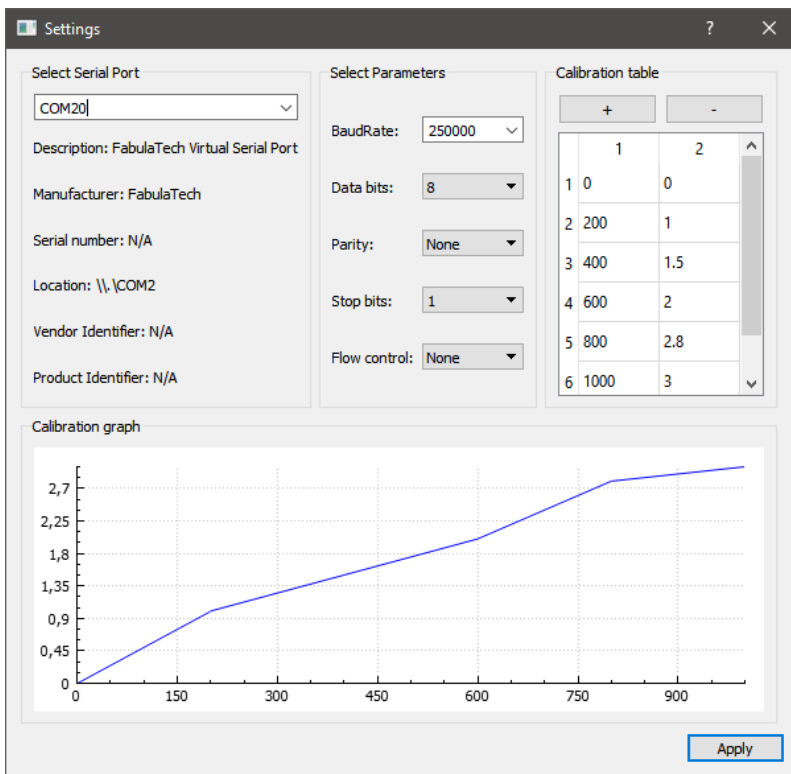 Settings
?
Select Serial Port
COM20
Description: FabulaTech Virtual Serial Port
Manufacturer: FabulaTech
Serial number: N/A
Location: \\.\COM2
Vendor Identifier: N/A
Product Identifier: N/A
Select Parameters
BaudRate: 250000
Data bits: 8
Parity: None
Stop bits: 1
Flow control: None
Calibration table
+ -
1 2
1 0 0
2 200 1
3 400 1.5
4 600 2
5 800 2.8
6 1000 3
Calibration graph
2,7
2,25
1,8
1,35
0,9
0,45
0
0 150 300 450 600 750 900
Apply